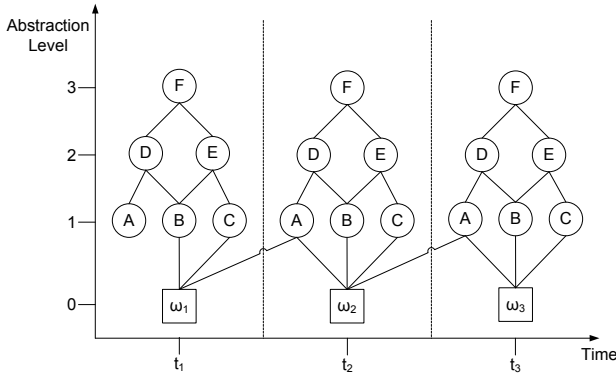 Abstraction
Level
3 F F F
2 D E D E D E
1 A B C A B C A B C
0 ω1 ω2 ω3
t1 t2 t3 Time